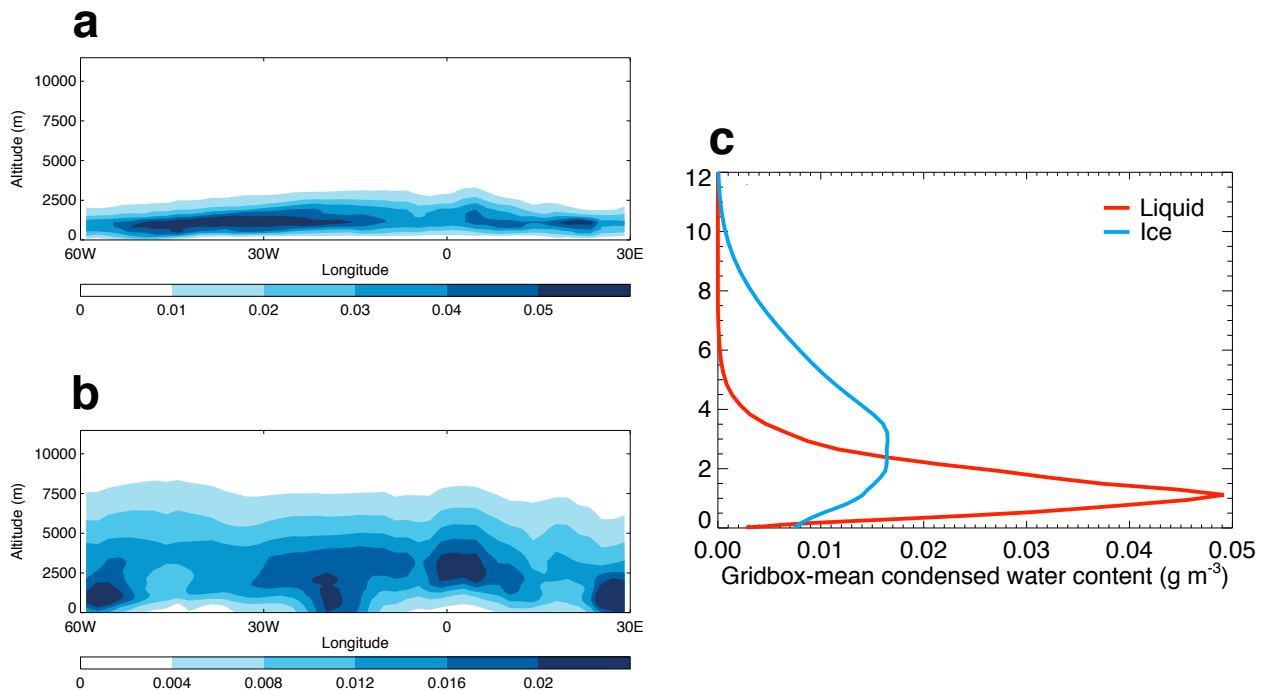 a
10000
7500
5000
2500
0
Altitude (m)
60W 30W 0 30E
Longitude
0 0.01 0.02 0.03 0.04 0.05
b
10000
7500
5000
2500
0
Altitude (m)
60W 30W 0 30E
Longitude
0 0.004 0.008 0.012 0.016 0.02
c
12
10
8
6
4
2
0
Liquid
Ice
0.00 0.01 0.02 0.03 0.04 0.05
Gridbox-mean condensed water content (g m-3)